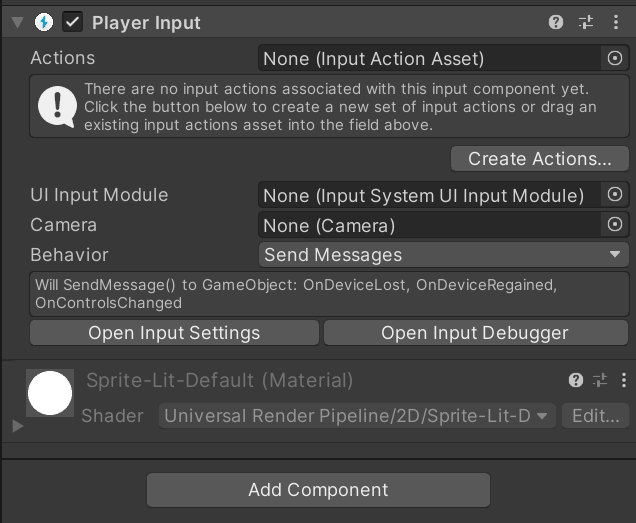 Player Input
Actions None (Input Action Asset)
There are no input actions associated with this input component yet.
Click the button below to create a new set of input actions or drag an
existing input actions asset into the field above.
Create Actions...
UI Input Module None (Input System UI Input Module)
Camera None (Camera)
Behavior Send Messages
Will SendMessage() to GameObject: OnDeviceLost, OnDeviceRegained,
OnControlsChanged
Open Input Settings Open Input Debugger
Sprite-Lit-Default (Material)
Shader Universal Render Pipeline/2D/Sprite-Lit-D Edit...
Add Component